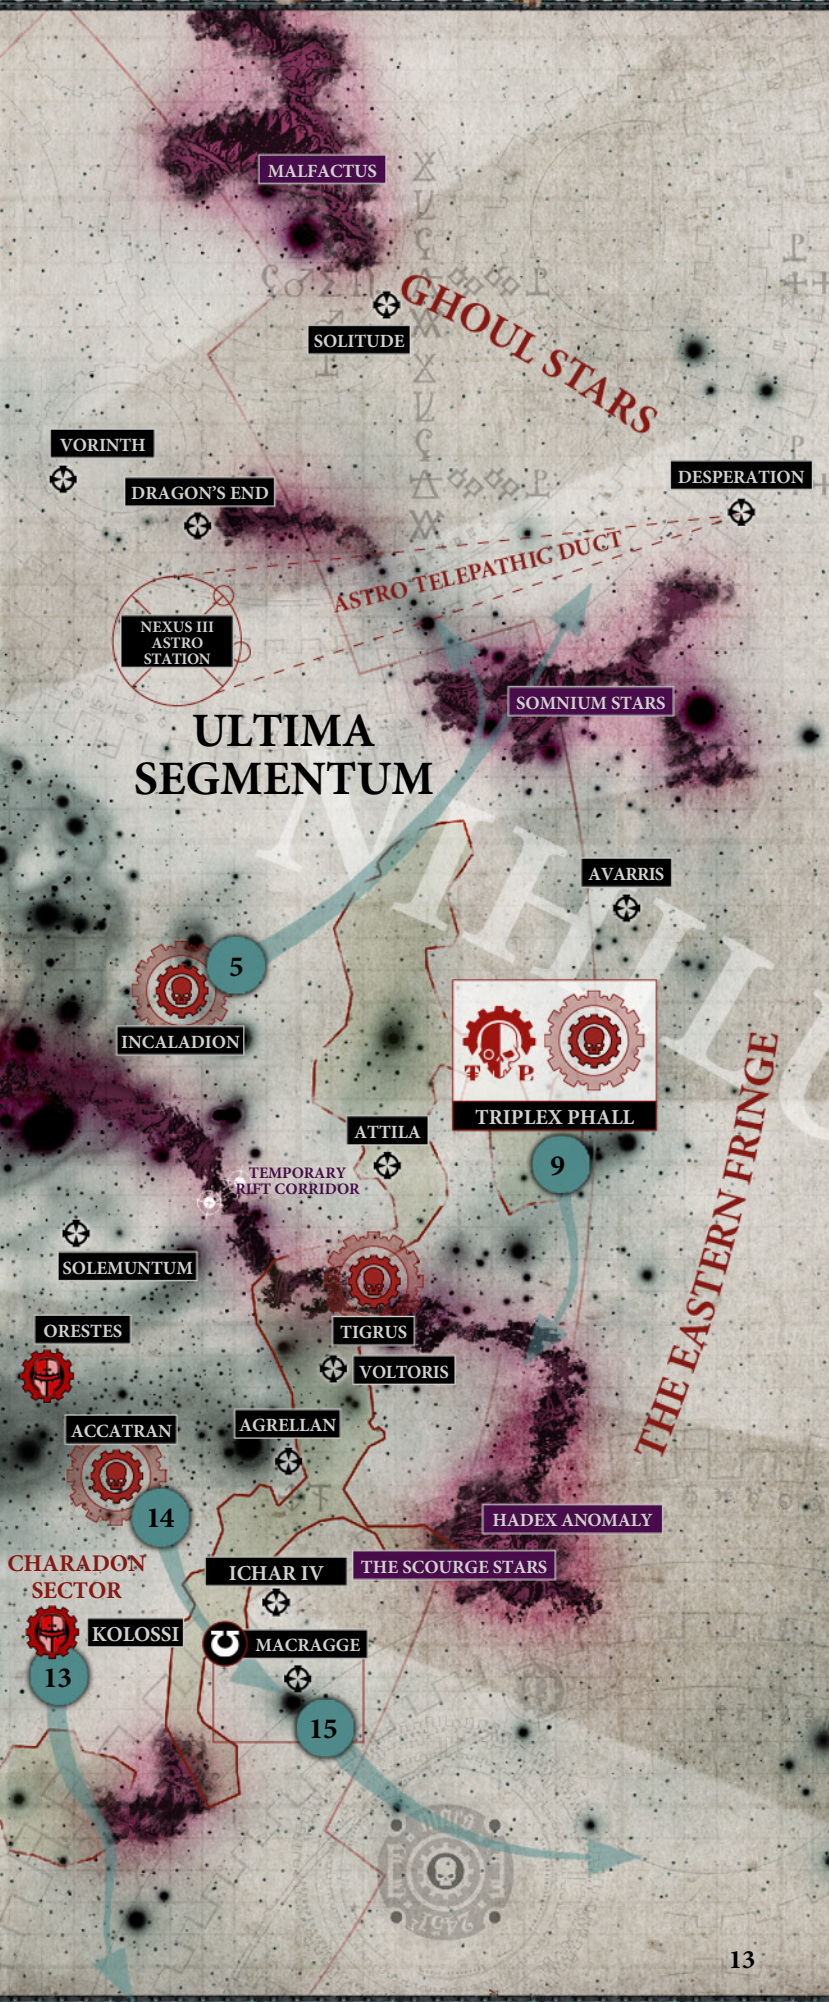 MALFACTUS
GHOUL STARS
SOLITUDE
VORINTH
DRAGON'S END
DESPERATION
ASTRO TELEPATHIC DUCT
NEXUS III
ASTRO
STATION
SOMNIUM STARS
ULTIMA
SEGMENTUM
NIHILU
AVARRIS
5
INCALADION
TRIPLEX PHALL
ATTILA
9
THE EASTERN FRINGE
TEMPORARY
RIFT CORRIDOR
SOLEMUNTUM
ORESTES
TIGRUS
VOLTORIS
ACCATRAN
AGRELLAN
14
HADEX ANOMALY
CHARADON
SECTOR
ICHAR IV
THE SCOURGE STARS
KOLOSSI
MACRAGGE
13
15
13